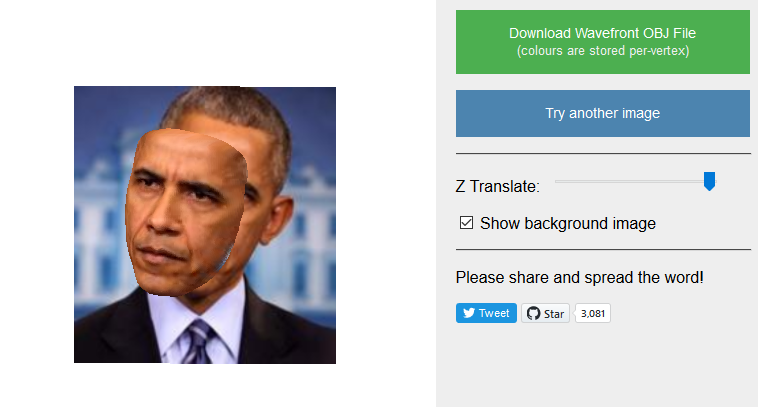 Download Wavefront OBJ File
(colours are stored per-vertex)
Try another image
Z Translate:
Show background image
Please share and spread the word!
Tweet
Star
3,081